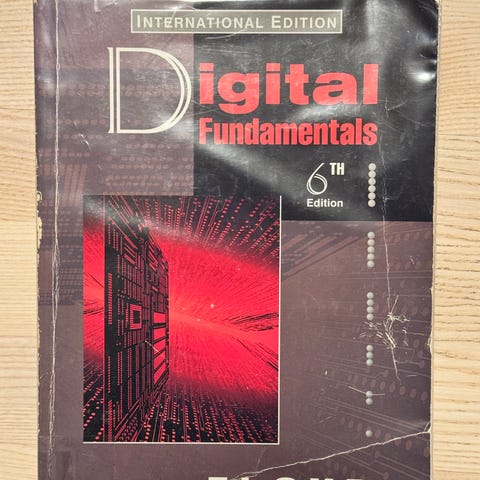 INTERNATIONAL EDITION
Digital
Fundamentals
6TH
Edition